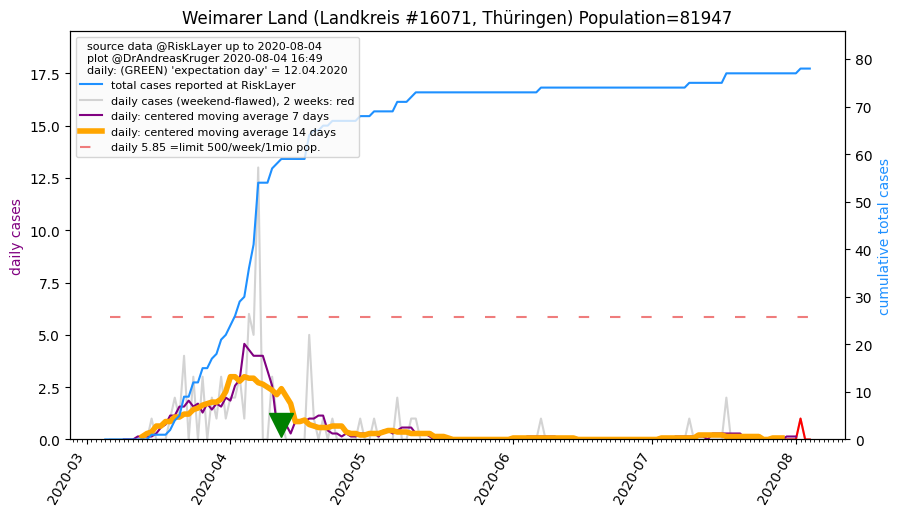 Weimarer Land (Landkreis #16071, Thüringen) Population=81947
source data @RiskLayer up to 2020-08-04
plot @DrAndreasKruger 2020-08-04 16:49
daily: (GREEN) 'expectation day' = 12.04.2020
total cases reported at RiskLayer
daily cases (weekend-flawed), 2 weeks: red
daily: centered moving average 7 days
daily: centered moving average 14 days
daily 5.85 =limit 500/week/1mio pop.
daily cases
17.5
15.0
12.5
10.0
7.5
5.0
2.5
0.0
80
70
60
50
40
30
20
10
0
cumulative total cases
2020-03
2020-04
2020-05
2020-06
2020-07
2020-08